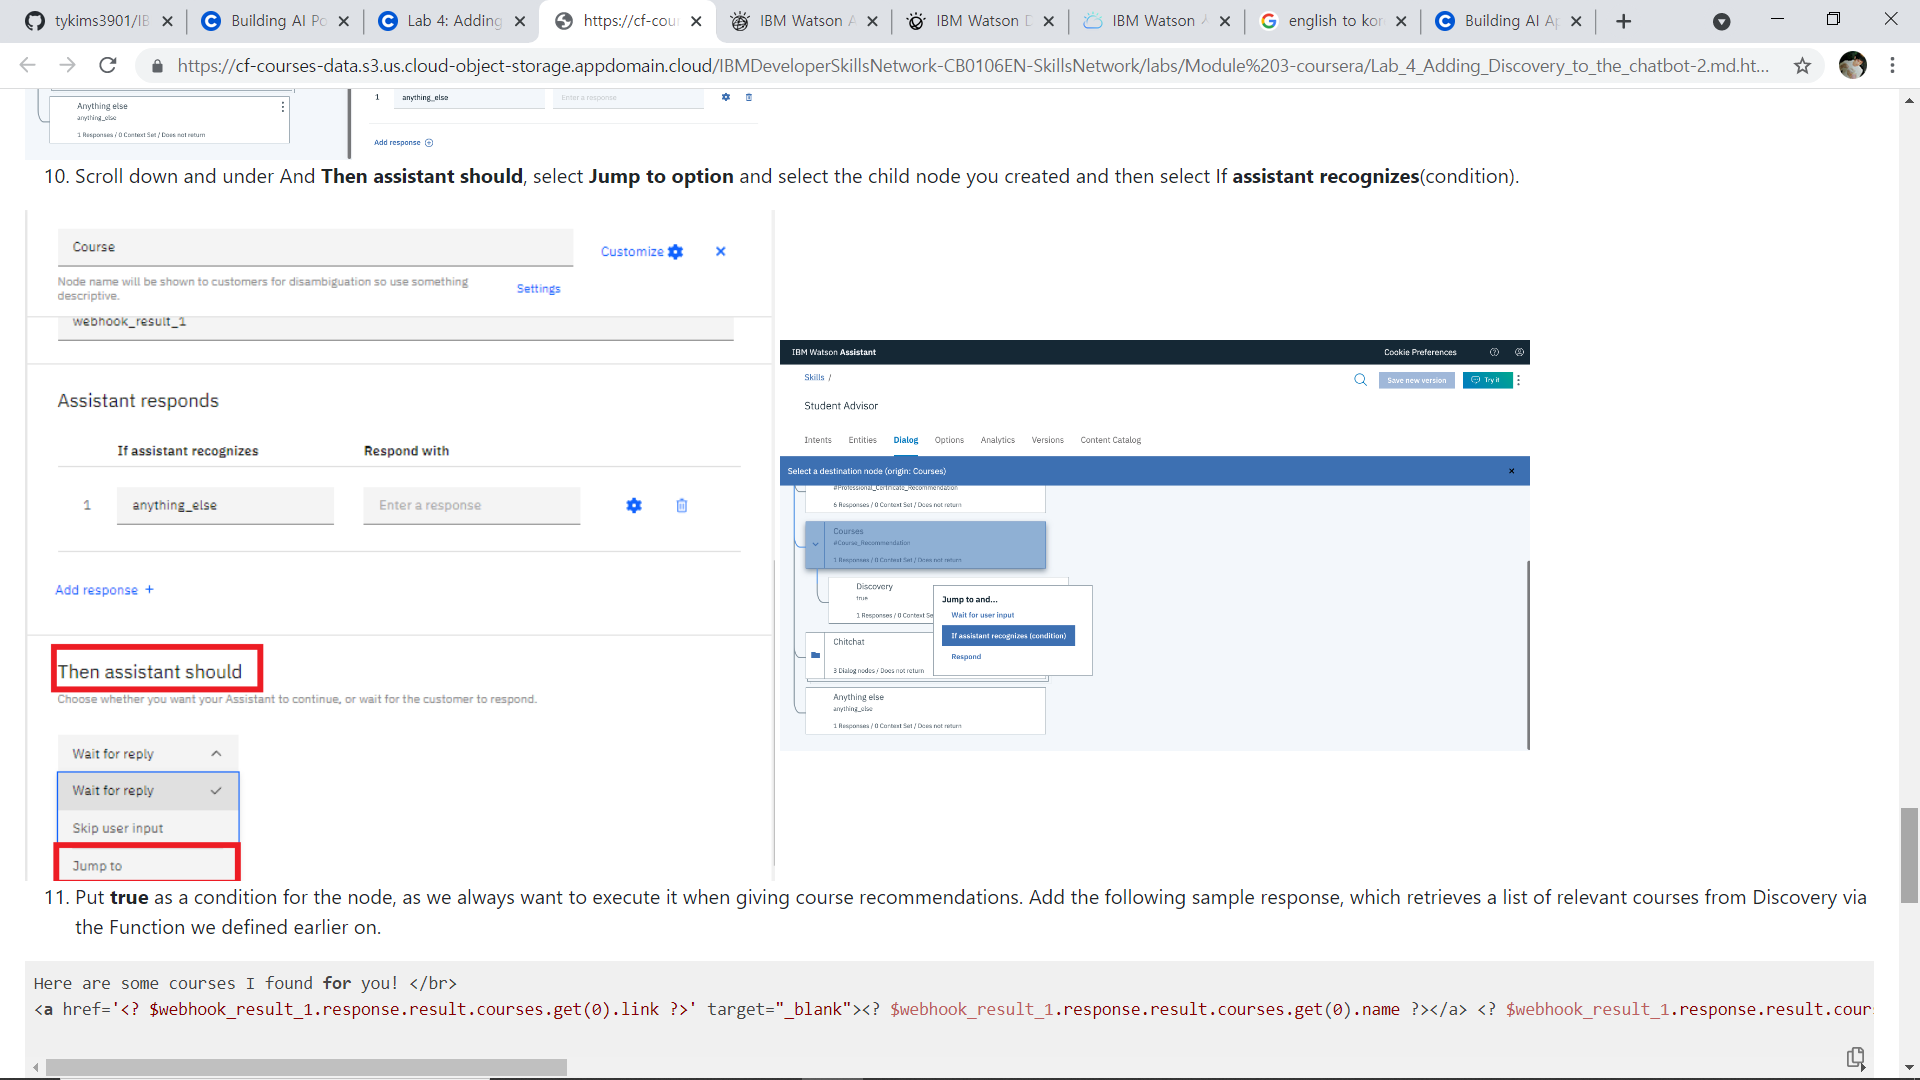 tykims3901/IB
Building AI Po
Lab 4: Adding
https://cf-cour
IBM Watson A
IBM Watson D
IBM Watson A
english to kor
Building AI Ap
https://cf-courses-data.s3.us.cloud-object-storage.appdomain.cloud/IBMDeveloperSkillsNetwork-CB0106EN-SkillsNetwork/labs/Module%203-coursera/Lab_4_Adding_Discovery_to_the_chatbot-2.md.ht...
Anything else
anything_else
1 Responses / 0 Context Set / Does not return
1 anything_else Enter a response
Add response
10. Scroll down and under And Then assistant should, select Jump to option and select the child node you created and then select If assistant recognizes(condition).
Course
Customize
Node name will be shown to customers for disambiguation so use something
descriptive.
Settings
webhook_result_1
Assistant responds
If assistant recognizes Respond with
1 anything_else Enter a response
Add response +
Then assistant should
Choose whether you want your Assistant to continue, or wait for the customer to respond.
Wait for reply
Wait for reply
Skip user input
Jump to
IBM Watson Assistant Cookie Preferences
Skills /
Save new version Try it
Student Advisor
Intents Entities Dialog Options Analytics Versions Content Catalog
Select a destination node (origin: Courses)
#Professional_Certificate_Recommendation
6 Responses / 0 Context Set / Does not return
Courses
#Course_Recommendation
1 Responses / 0 Context Set / Does not return
Discovery
true
1 Responses / 0 Context Se
Jump to and...
Wait for user input
If assistant recognizes (condition)
Respond
Chitchat
3 Dialog nodes / Does not return
Anything else
anything_else
1 Responses / 0 Context Set / Does not return
11. Put true as a condition for the node, as we always want to execute it when giving course recommendations. Add the following sample response, which retrieves a list of relevant courses from Discovery via
the Function we defined earlier on.
Here are some courses I found for you! </br>
<a href='<? $webhook_result_1.response.result.courses.get(0).link ?>' target="_blank"><? $webhook_result_1.response.result.courses.get(0).name ?></a> <? $webhook_result_1.response.result.cour